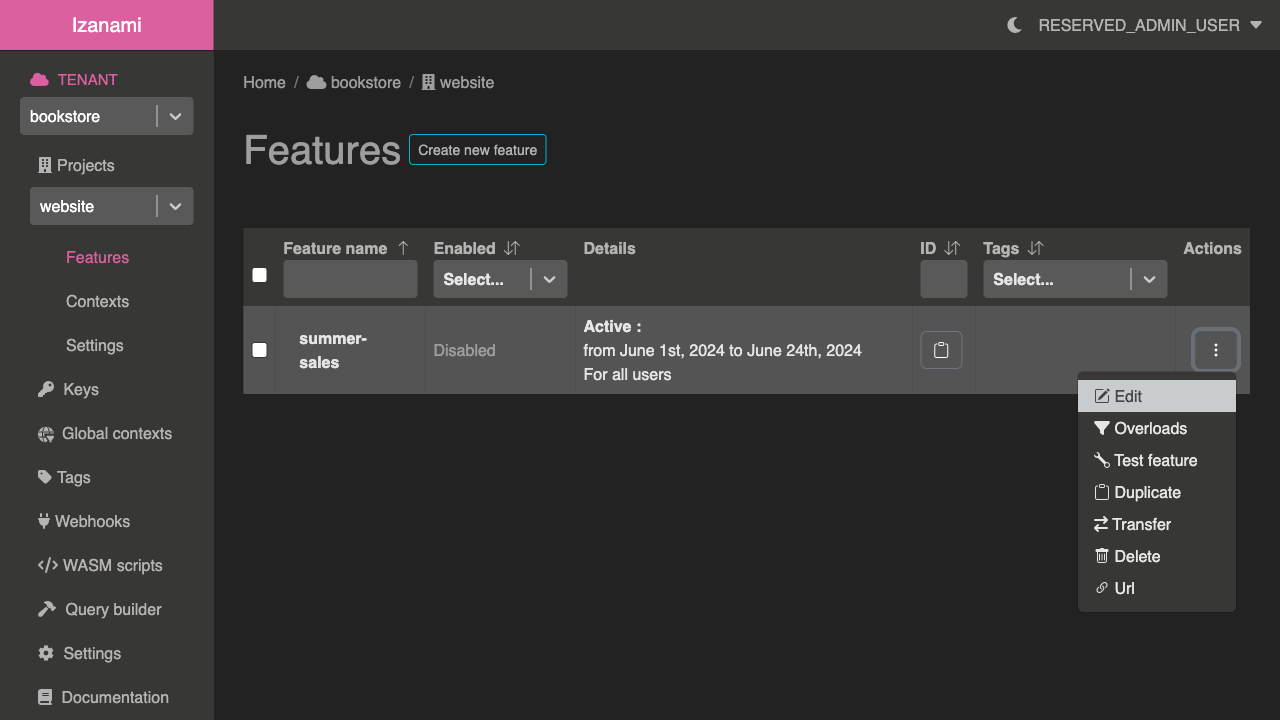 Izanami
RESERVED_ADMIN_USER
TENANT
bookstore
Projects
website
Features
Contexts
Settings
Keys
Global contexts
Tags
Webhooks
WASM scripts
Query builder
Settings
Documentation
Home / bookstore / website
Features Create new feature
Feature name Enabled Details ID Tags Actions
Select... Select...
summer-
sales
Disabled
Active :
from June 1st, 2024 to June 24th, 2024
For all users
Edit
Overloads
Test feature
Duplicate
Transfer
Delete
Url